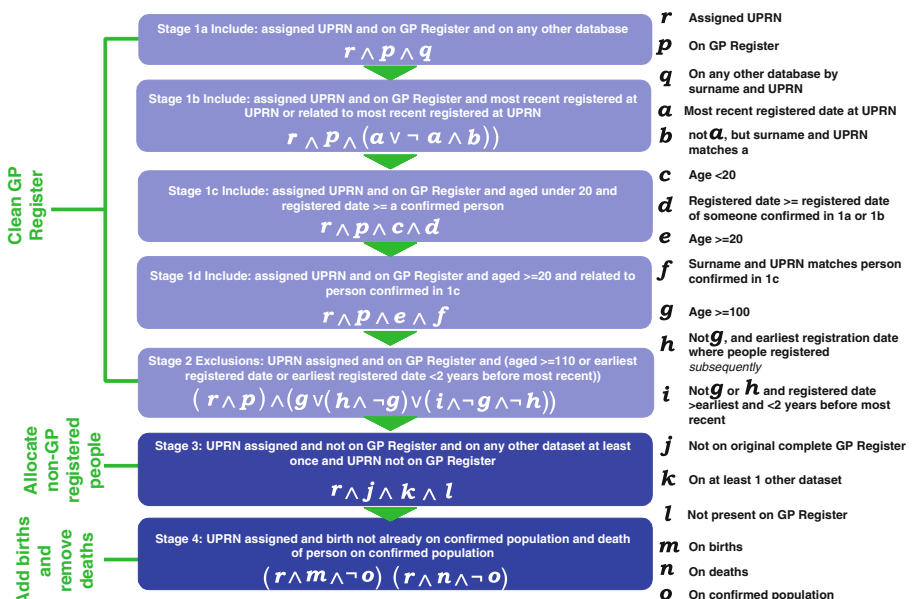 Stage 1a Include: assigned UPRN and on GP Register and on any other database
r ∧ p ∧ q
Stage 1b Include: assigned UPRN and on GP Register and most recent registered at
UPRN or related to most recent registered at UPRN
r ∧ p ∧ (a ∨ ¬ a ∧ b))
Stage 1c Include: assigned UPRN and on GP Register and aged under 20 and
registered date >= a confirmed person
r ∧ p ∧ c ∧ d
Stage 1d Include: assigned UPRN and on GP Register and aged >=20 and related to
person confirmed in 1c
r ∧ p ∧ e ∧ f
Stage 2 Exclusions: UPRN assigned and on GP Register and (aged >=110 or earliest
registered date or earliest registered date <2 years before most recent))
( r ∧ p ) ∧ (g ∨ (h ∧ ¬g) ∨ (i ∧ ¬g ∧ ¬h))
Stage 3: UPRN assigned and not on GP Register and on any other dataset at least
once and UPRN not on GP Register
r ∧ j ∧ k ∧ l
Stage 4: UPRN assigned and birth not already on confirmed population and death
of person on confirmed population
(r ∧ m ∧ ¬o) (r ∧ n ∧ ¬o)
Clean GP
Register
Allocate
non-GP
registered
people
Add births
and
remove
deaths
r Assigned UPRN
p On GP Register
q On any other database by
surname and UPRN
a Most recent registered date at UPRN
b not a, but surname and UPRN
matches a
c Age <20
d Registered date >= registered date
of someone confirmed in 1a or 1b
e Age >=20
f Surname and UPRN matches person
confirmed in 1c
g Age >=100
h Not g, and earliest registration date
where people registered
subsequently
i Not g or h and registered date
>earliest and <2 years before most
recent
j Not on original complete GP Register
k On at least 1 other dataset
l Not present on GP Register
m On births
n On deaths
o On confirmed population